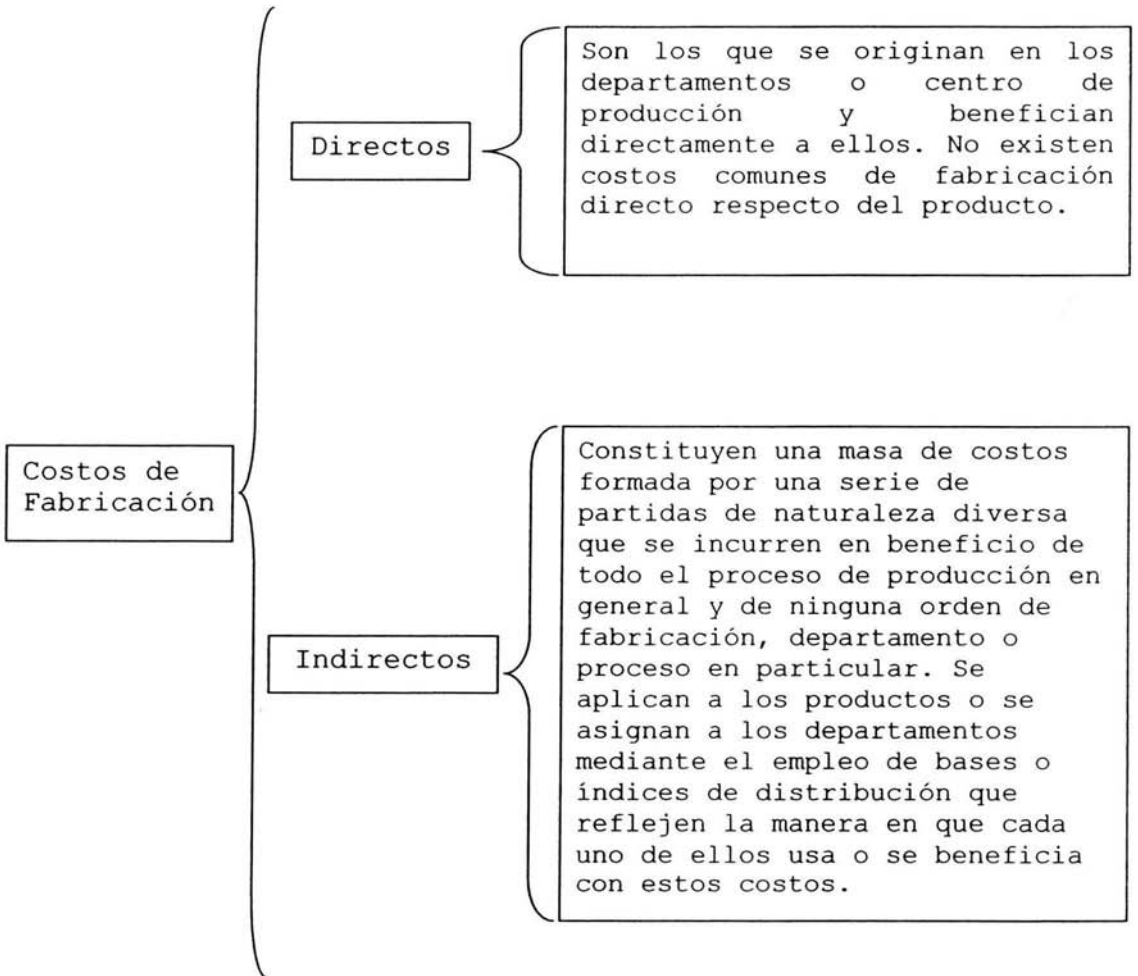 Costos de
Fabricación
Directos
Son los que se originan en los
departamentos o centro de
producción y benefician
directamente a ellos. No existen
costos comunes de fabricación
directo respecto del producto.
Indirectos
Constituyen una masa de costos
formada por una serie de
partidas de naturaleza diversa
que se incurren en beneficio de
todo el proceso de producción en
general y de ninguna orden de
fabricación, departamento o
proceso en particular. Se
aplican a los productos o se
asignan a los departamentos
mediante el empleo de bases o
índices de distribución que
reflejen la manera en que cada
uno de ellos usa o se beneficia
con estos costos.